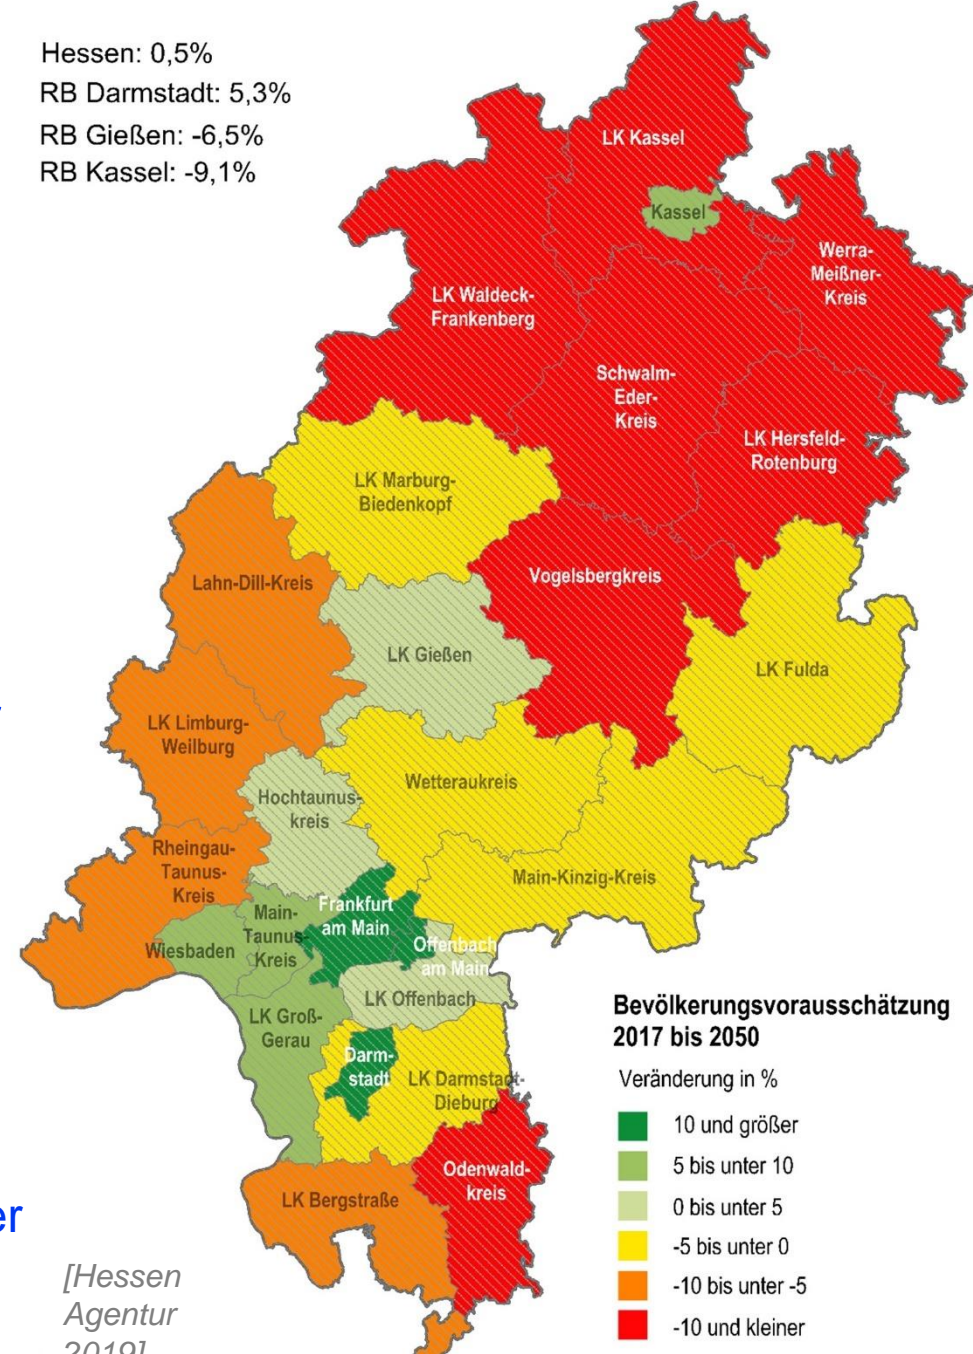 Hessen: 0,5%
RB Darmstadt: 5,3%
RB Gießen: -6,5%
RB Kassel: -9,1%
LK Kassel
Kassel
Werra-
Meißner-
Kreis
LK Waldeck-
Frankenberg
Schwalm-
Eder-
Kreis
LK Hersfeld-
Rotenburg
LK Marburg-
Biedenkopf
Lahn-Dill-Kreis
Vogelsbergkreis
LK Gießen
LK Fulda
LK Limburg-
Weilburg
Wetteraukreis
Hochtaunus-
kreis
Rheingau-
Taunus-
Kreis
Main-Kinzig-Kreis
Frankfurt
am Main
Main-
Taunus-
Kreis
Wiesbaden
Offenbach
am Main
LK Offenbach
LK Groß-
Gerau
Darm-
stadt
LK Darmstadt-
Dieburg
Odenwald-
kreis
LK Bergstraße
Bevölkerungsvorausschätzung
2017 bis 2050
Veränderung in %
10 und größer
5 bis unter 10
0 bis unter 5
-5 bis unter 0
-10 bis unter -5
-10 und kleiner
er
[Hessen
Agentur
2019]